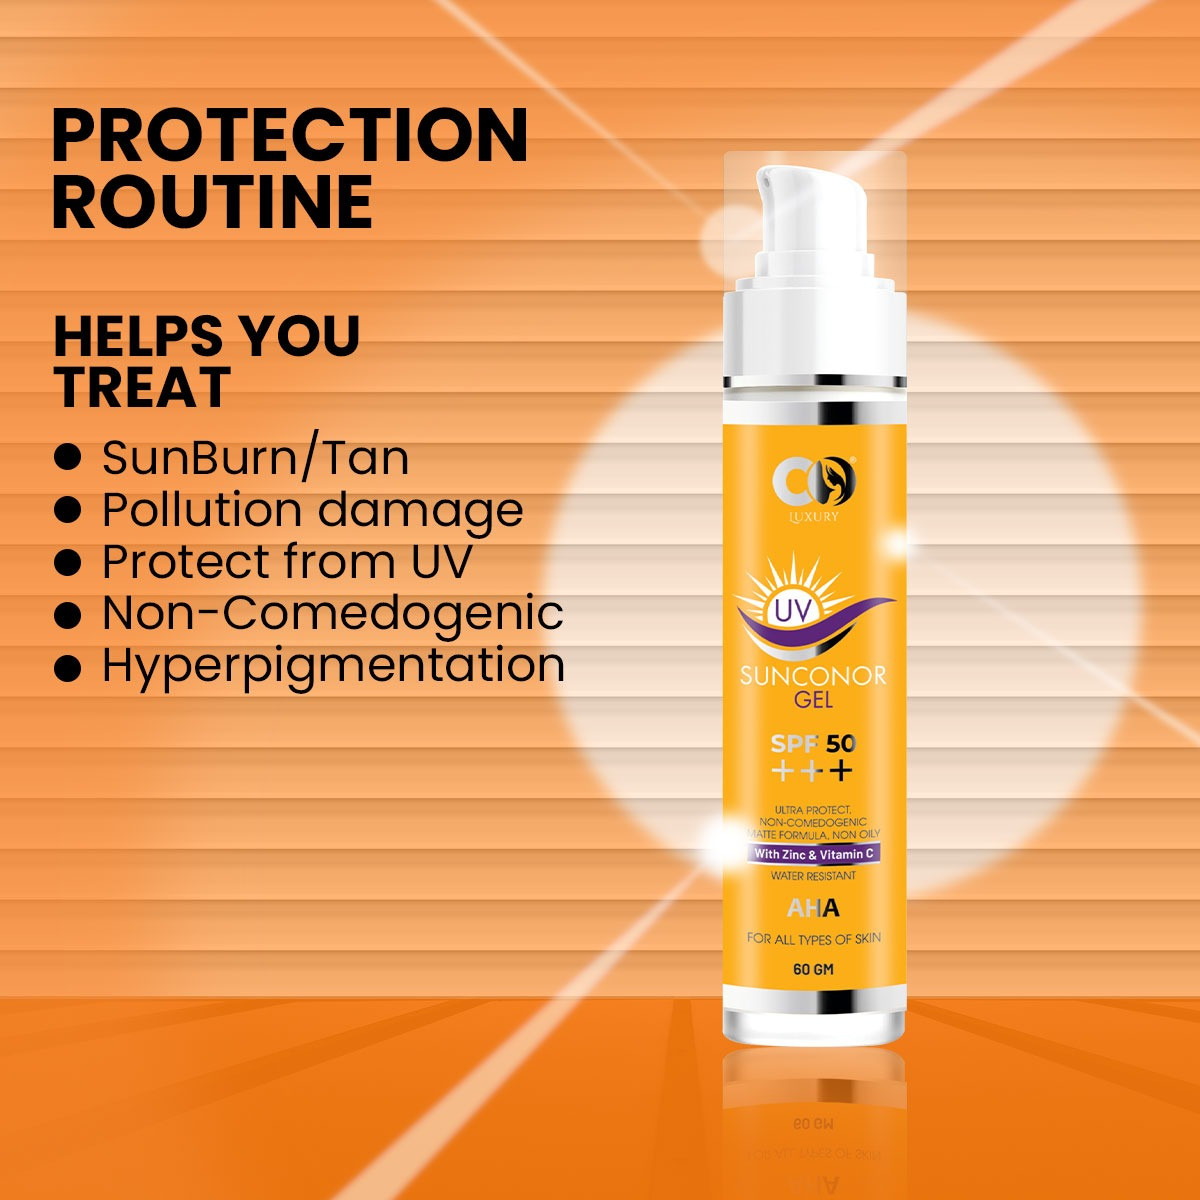 PROTECTION
ROUTINE
HELPS YOU
TREAT
SunBurn/Tan
Pollution damage
Protect from UV
Non-Comedogenic
Hyperpigmentation
CO®
LUXURY
UV
SUNCONOR
GEL
SPF 50
+++
ULTRA PROTECT,
NON-COMEDOGENIC
MATTE FORMULA, NON OILY
With Zinc & Vitamin C
WATER RESISTANT
AHA
FOR ALL TYPES OF SKIN
60 GM